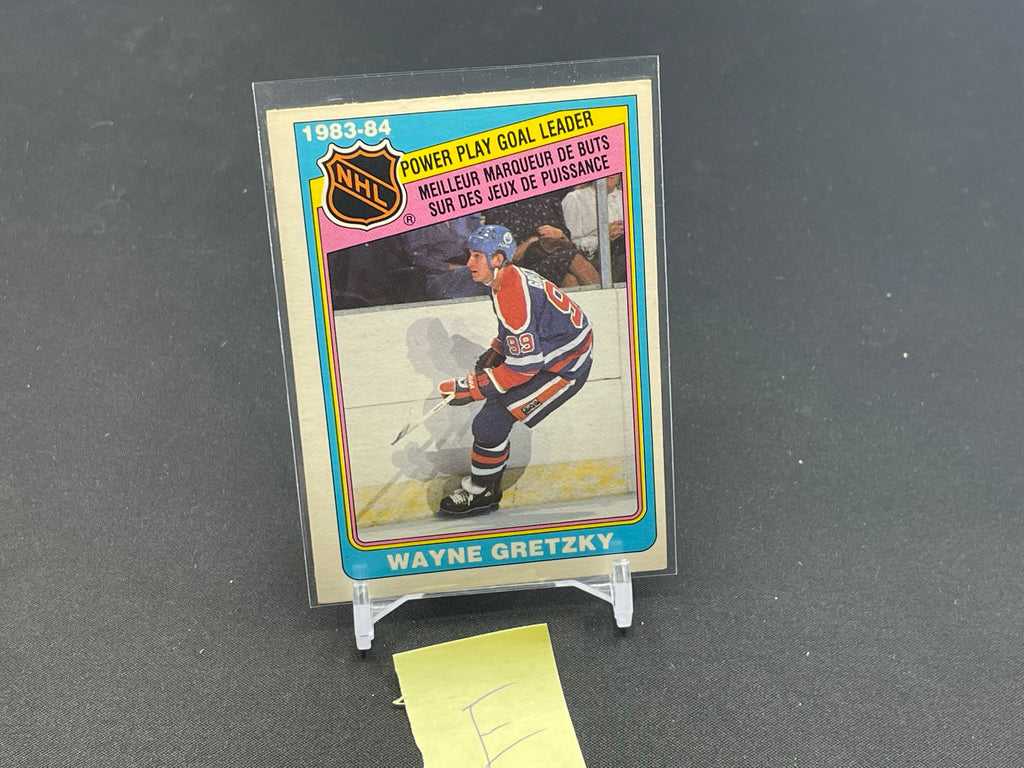 1983-84
POWER PLAY GOAL LEADER
MEILLEUR MARQUEUR DE BUTS
SUR DES JEUX DE PUISSANCE
NHL
®
99
99
WAYNE GRETZKY
E